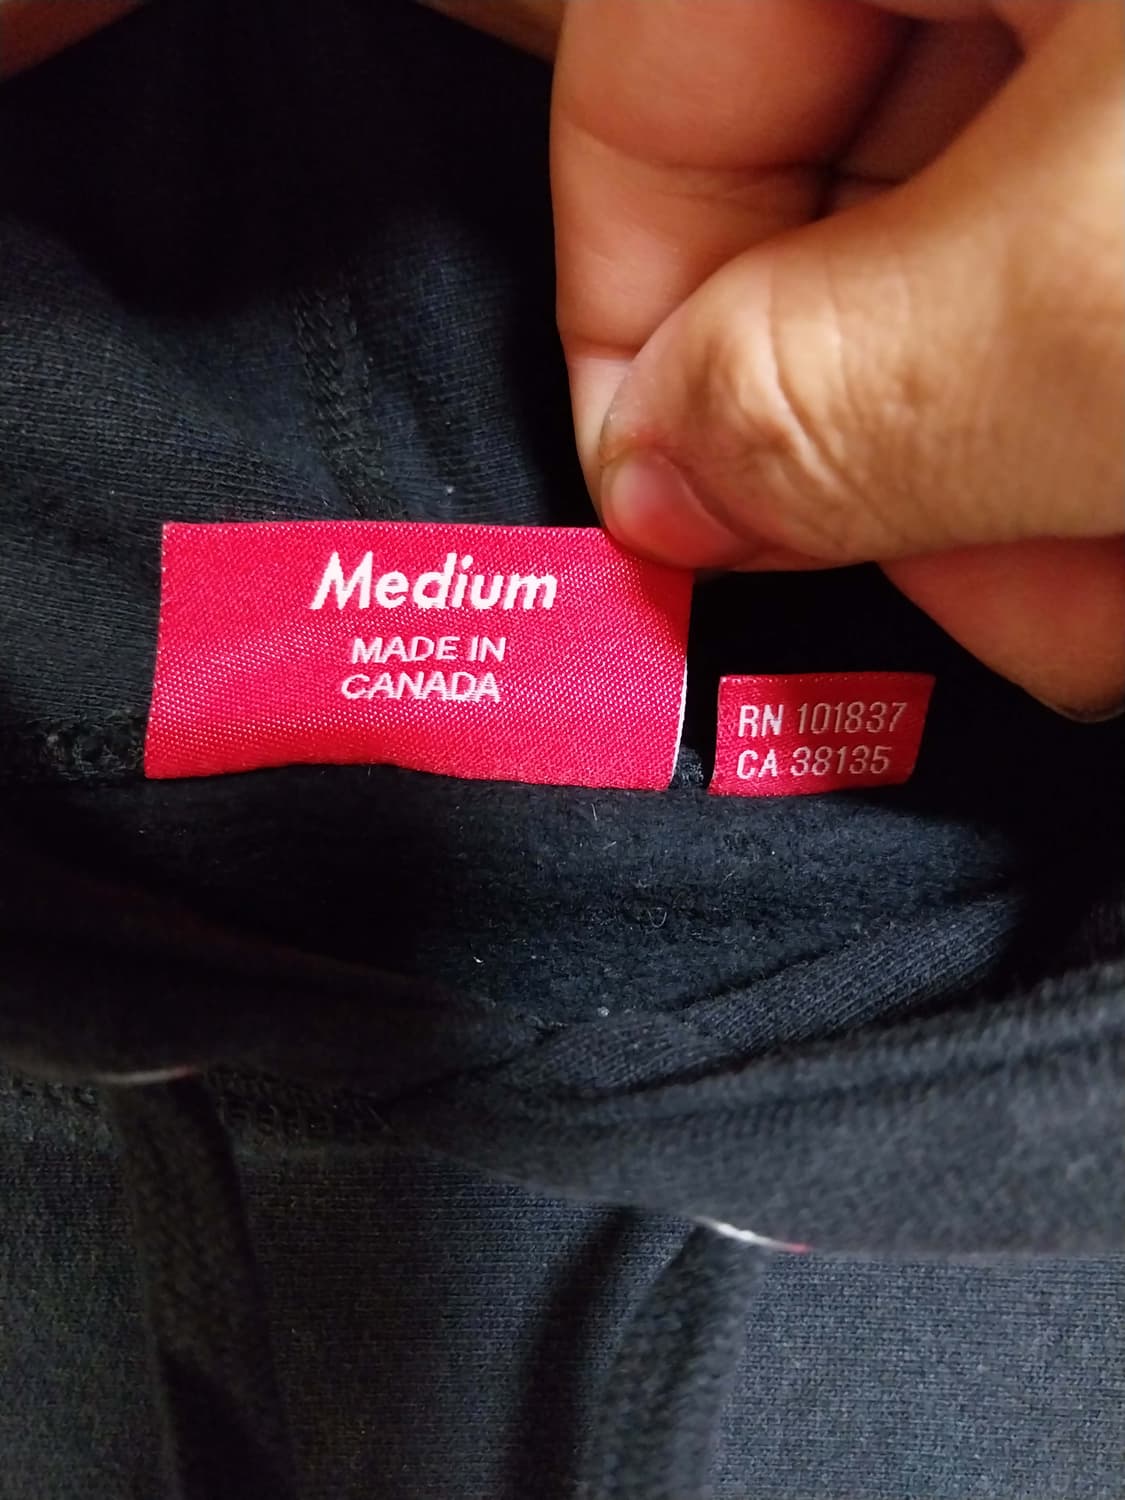 Medium
MADE IN
CANADA
RN 101837
CA 38135